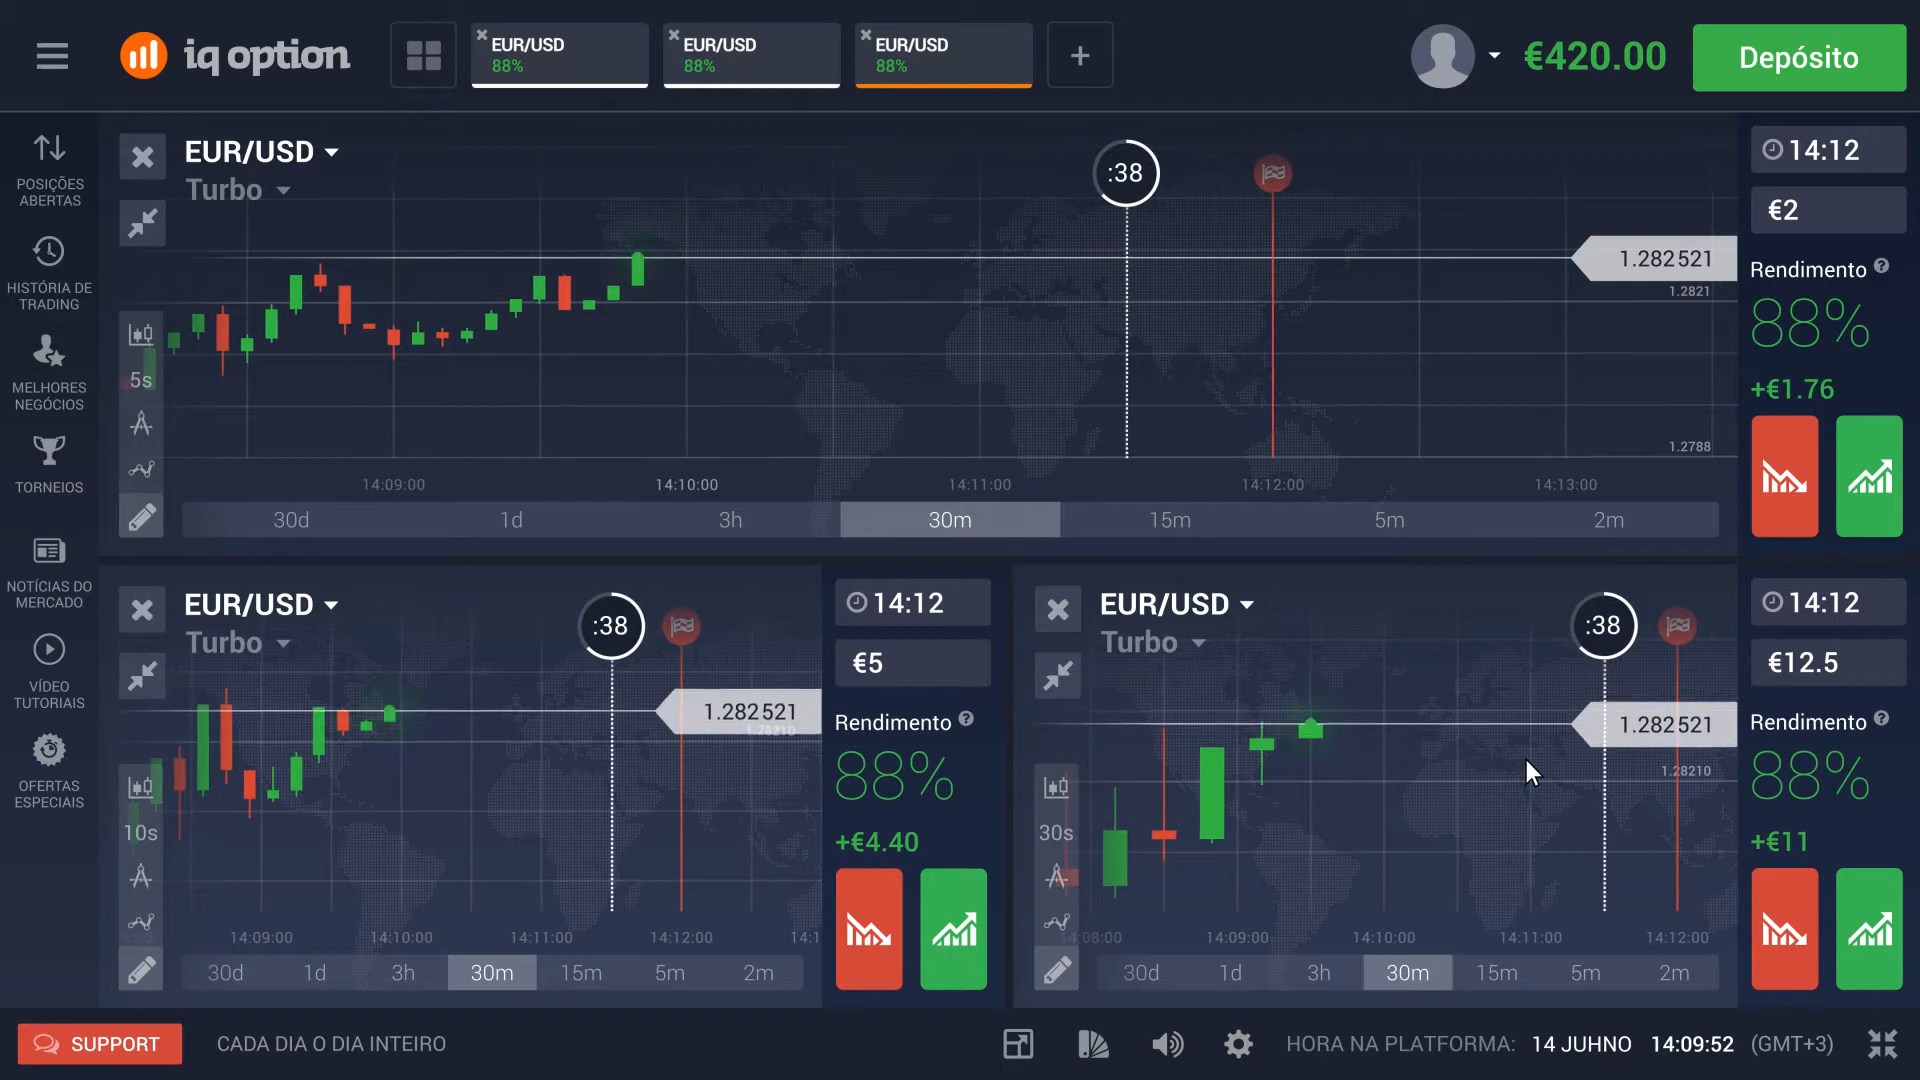 iq option
EUR/USD
88%
EUR/USD
88%
EUR/USD
88%
+
€420.00
Depósito
POSIÇÕES
ABERTAS
HISTÓRIA DE
TRADING
MELHORES
NEGÓCIOS
TORNEIOS
NOTÍCIAS DO
MERCADO
VÍDEO
TUTORIAIS
OFERTAS
ESPECIAIS
EUR/USD
Turbo
:38
1.282521
1.2821
1.2788
5s
14:09:00 14:10:00 14:11:00 14:12:00 14:13:00
30d 1d 3h 30m 15m 5m 2m
14:12
€2
Rendimento ?
88%
+€1.76
EUR/USD
Turbo
:38
1.282521
1.28210
10s
14:09:00 14:10:00 14:11:00 14:12:00 14:1
30d 1d 3h 30m 15m 5m 2m
14:12
€5
Rendimento ?
88%
+€4.40
EUR/USD
Turbo
:38
1.282521
1.28210
30s
14:08:00 14:09:00 14:10:00 14:11:00 14:12:00
30d 1d 3h 30m 15m 5m 2m
14:12
€12.5
Rendimento ?
88%
+€11
SUPPORT
CADA DIA O DIA INTEIRO
HORA NA PLATFORMA: 14 JUHNO 14:09:52 (GMT+3)